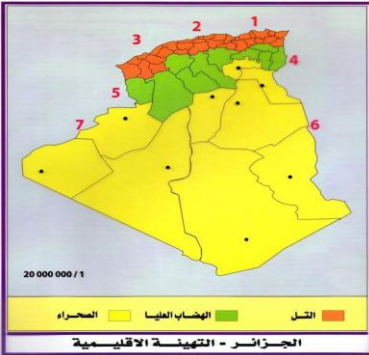 1
2
3
4
5
6
7
20 000 000 / 1
التل
الهضاب العليا
الصحراء
الجزائر - التهيئة الاقليمية